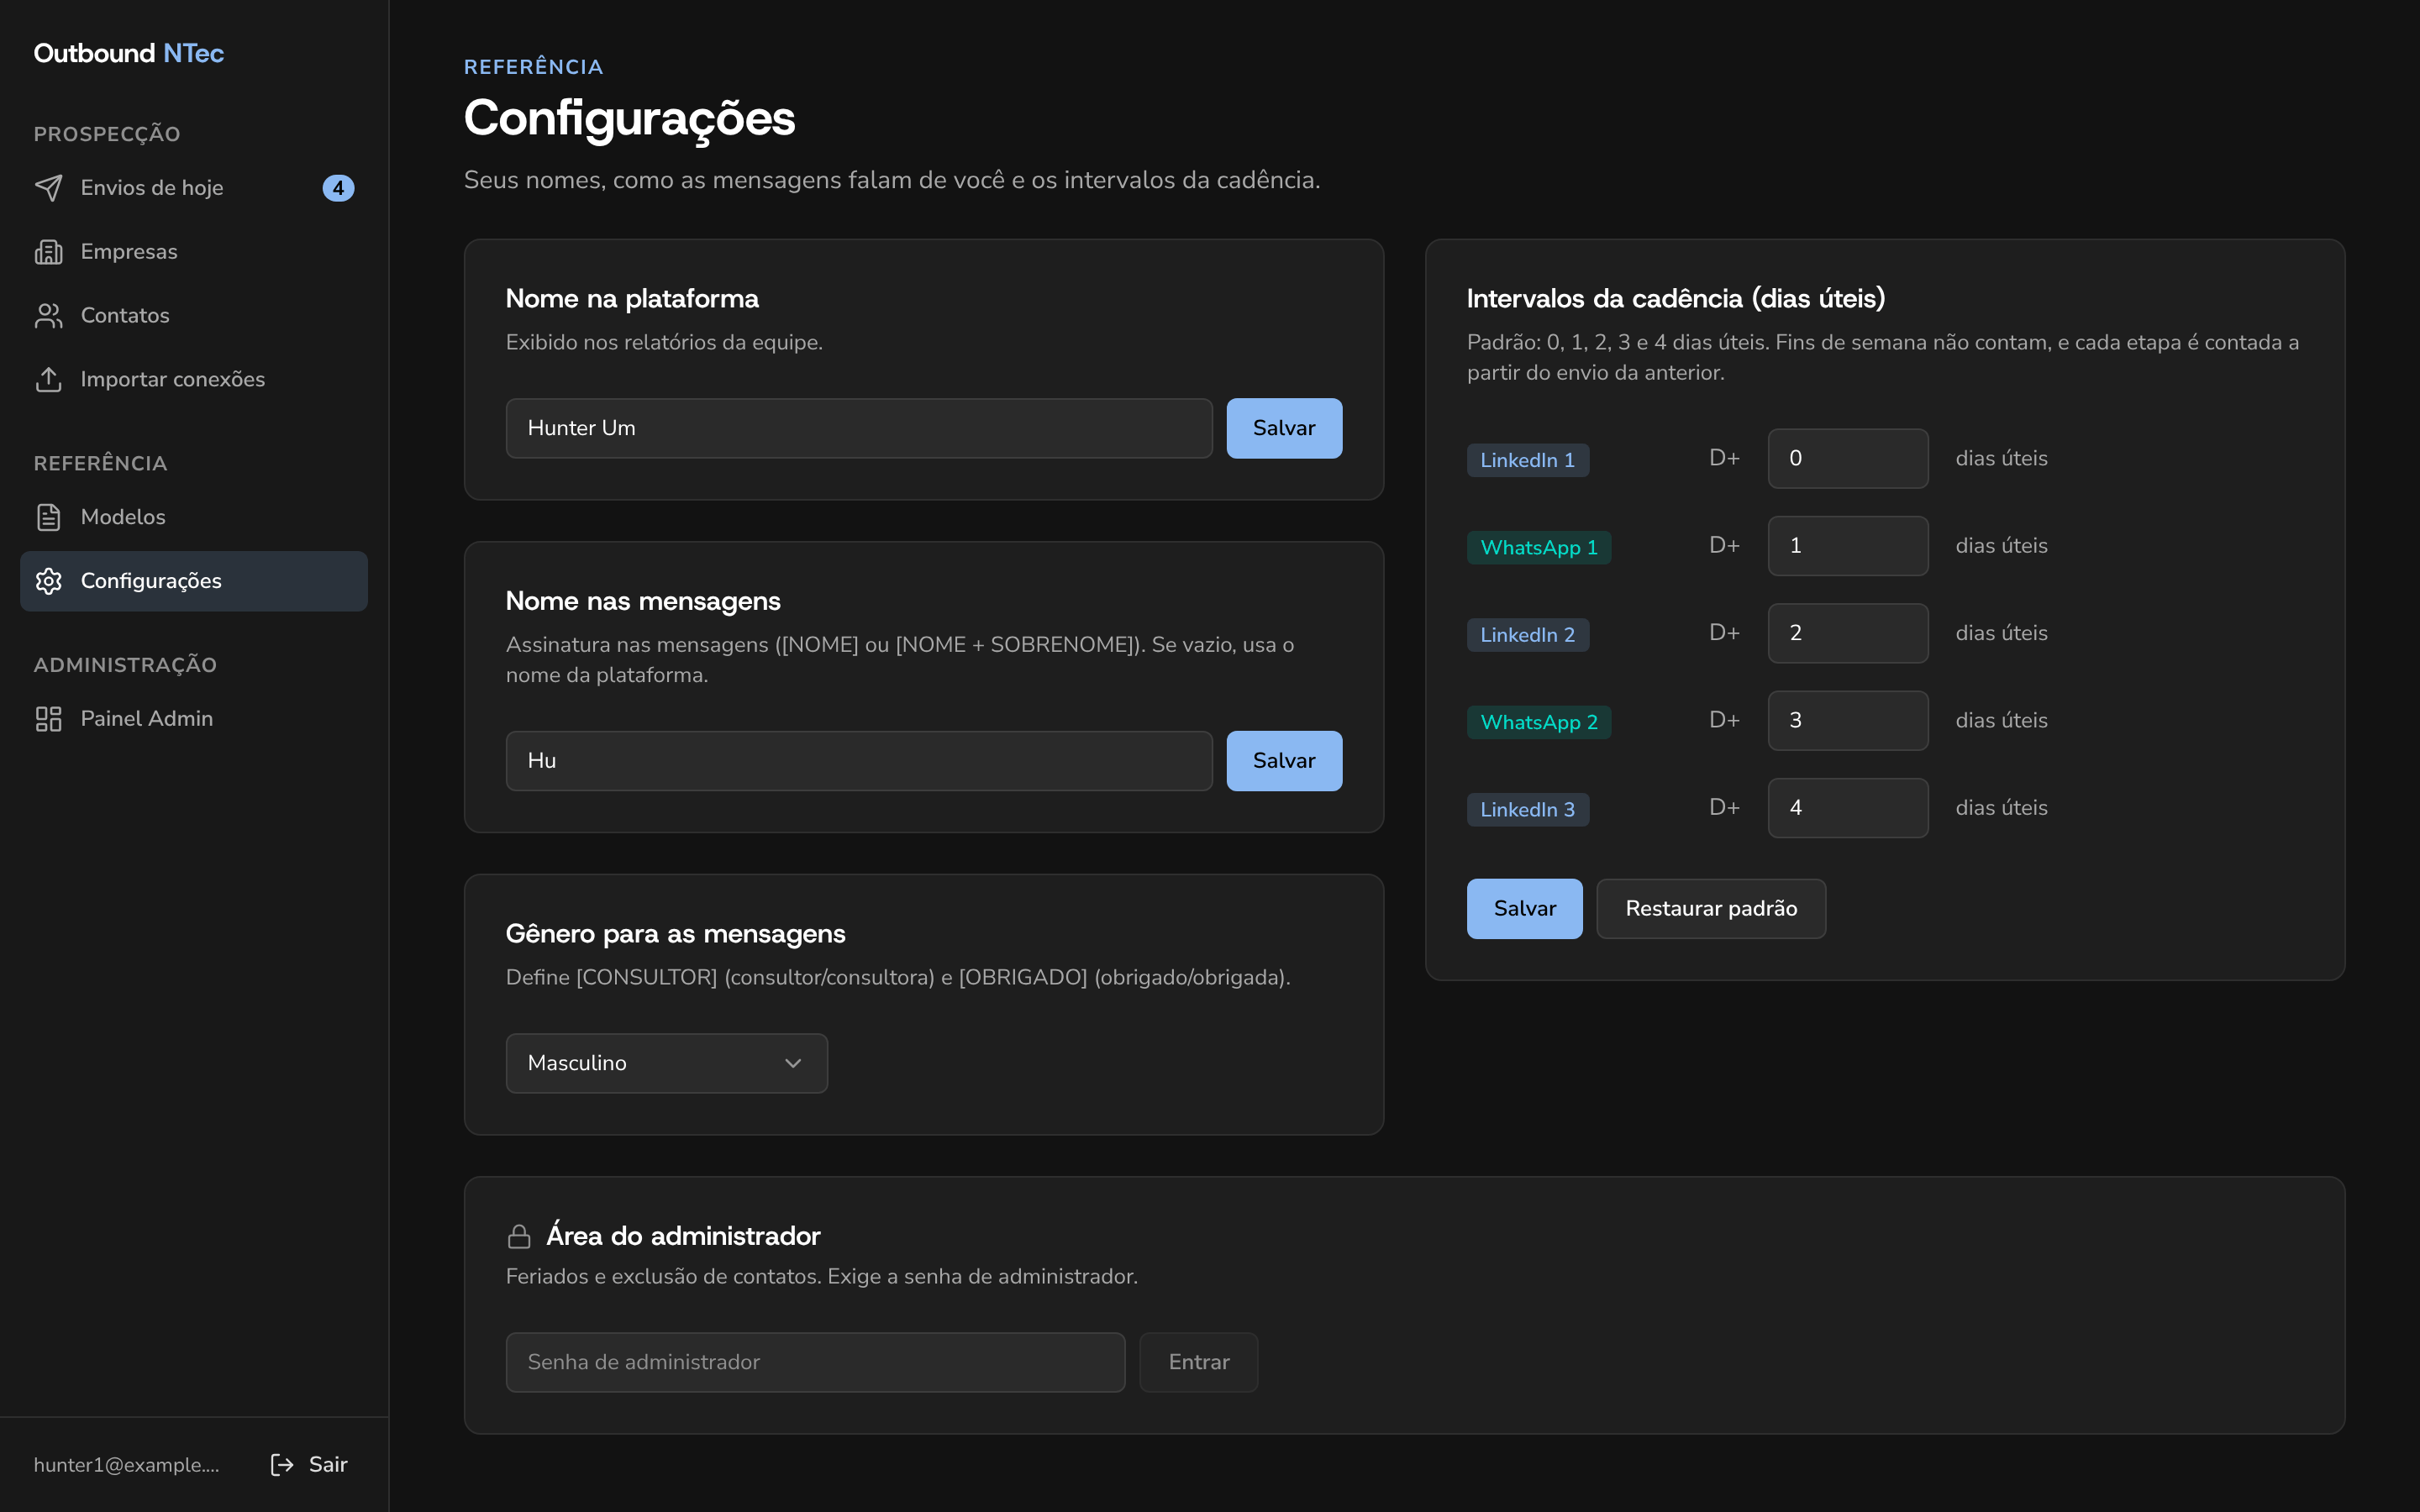 Outbound NTec
PROSPECÇÃO
Envios de hoje 4
Empresas
Contatos
Importar conexões
REFERÊNCIA
Modelos
Configurações
ADMINISTRAÇÃO
Painel Admin
hunter1@example....
Sair
REFERÊNCIA
Configurações
Seus nomes, como as mensagens falam de você e os intervalos da cadência.
Nome na plataforma
Exibido nos relatórios da equipe.
Hunter Um
Salvar
Nome nas mensagens
Assinatura nas mensagens ([NOME] ou [NOME + SOBRENOME]). Se vazio, usa o
nome da plataforma.
Hu
Salvar
Gênero para as mensagens
Define [CONSULTOR] (consultor/consultora) e [OBRIGADO] (obrigado/obrigada).
Masculino
Intervalos da cadência (dias úteis)
Padrão: 0, 1, 2, 3 e 4 dias úteis. Fins de semana não contam, e cada etapa é contada a
partir do envio da anterior.
LinkedIn 1 D+ 0 dias úteis
WhatsApp 1 D+ 1 dias úteis
LinkedIn 2 D+ 2 dias úteis
WhatsApp 2 D+ 3 dias úteis
LinkedIn 3 D+ 4 dias úteis
Salvar Restaurar padrão
Área do administrador
Feriados e exclusão de contatos. Exige a senha de administrador.
Senha de administrador
Entrar